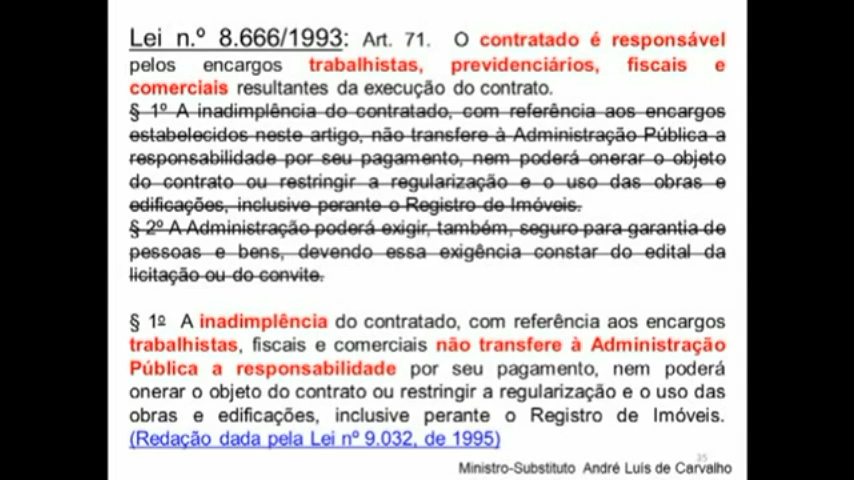 Lei n.º 8.666/1993: Art. 71. O contratado é responsável
pelos encargos trabalhistas, previdenciários, fiscais e
comerciais resultantes da execução do contrato.
§ 1º A inadimplência do contratado, com referência aos encargos
estabelecidos neste artigo, não transfere à Administração Pública a
responsabilidade por seu pagamento, nem poderá onerar o objeto
do contrato ou restringir a regularização e o uso das obras e
edificações, inclusive perante o Registro de Imóveis.
§ 2º A Administração poderá exigir, também, seguro para garantia de
pessoas e bens, devendo essa exigência constar do edital da
licitação ou do convite.
§ 1º A inadimplência do contratado, com referência aos encargos
trabalhistas, fiscais e comerciais não transfere à Administração
Pública a responsabilidade por seu pagamento, nem poderá
onerar o objeto do contrato ou restringir a regularização e o uso das
obras e edificações, inclusive perante o Registro de Imóveis.
(Redação dada pela Lei nº 9.032, de 1995)
35
Ministro-Substituto André Luís de Carvalho